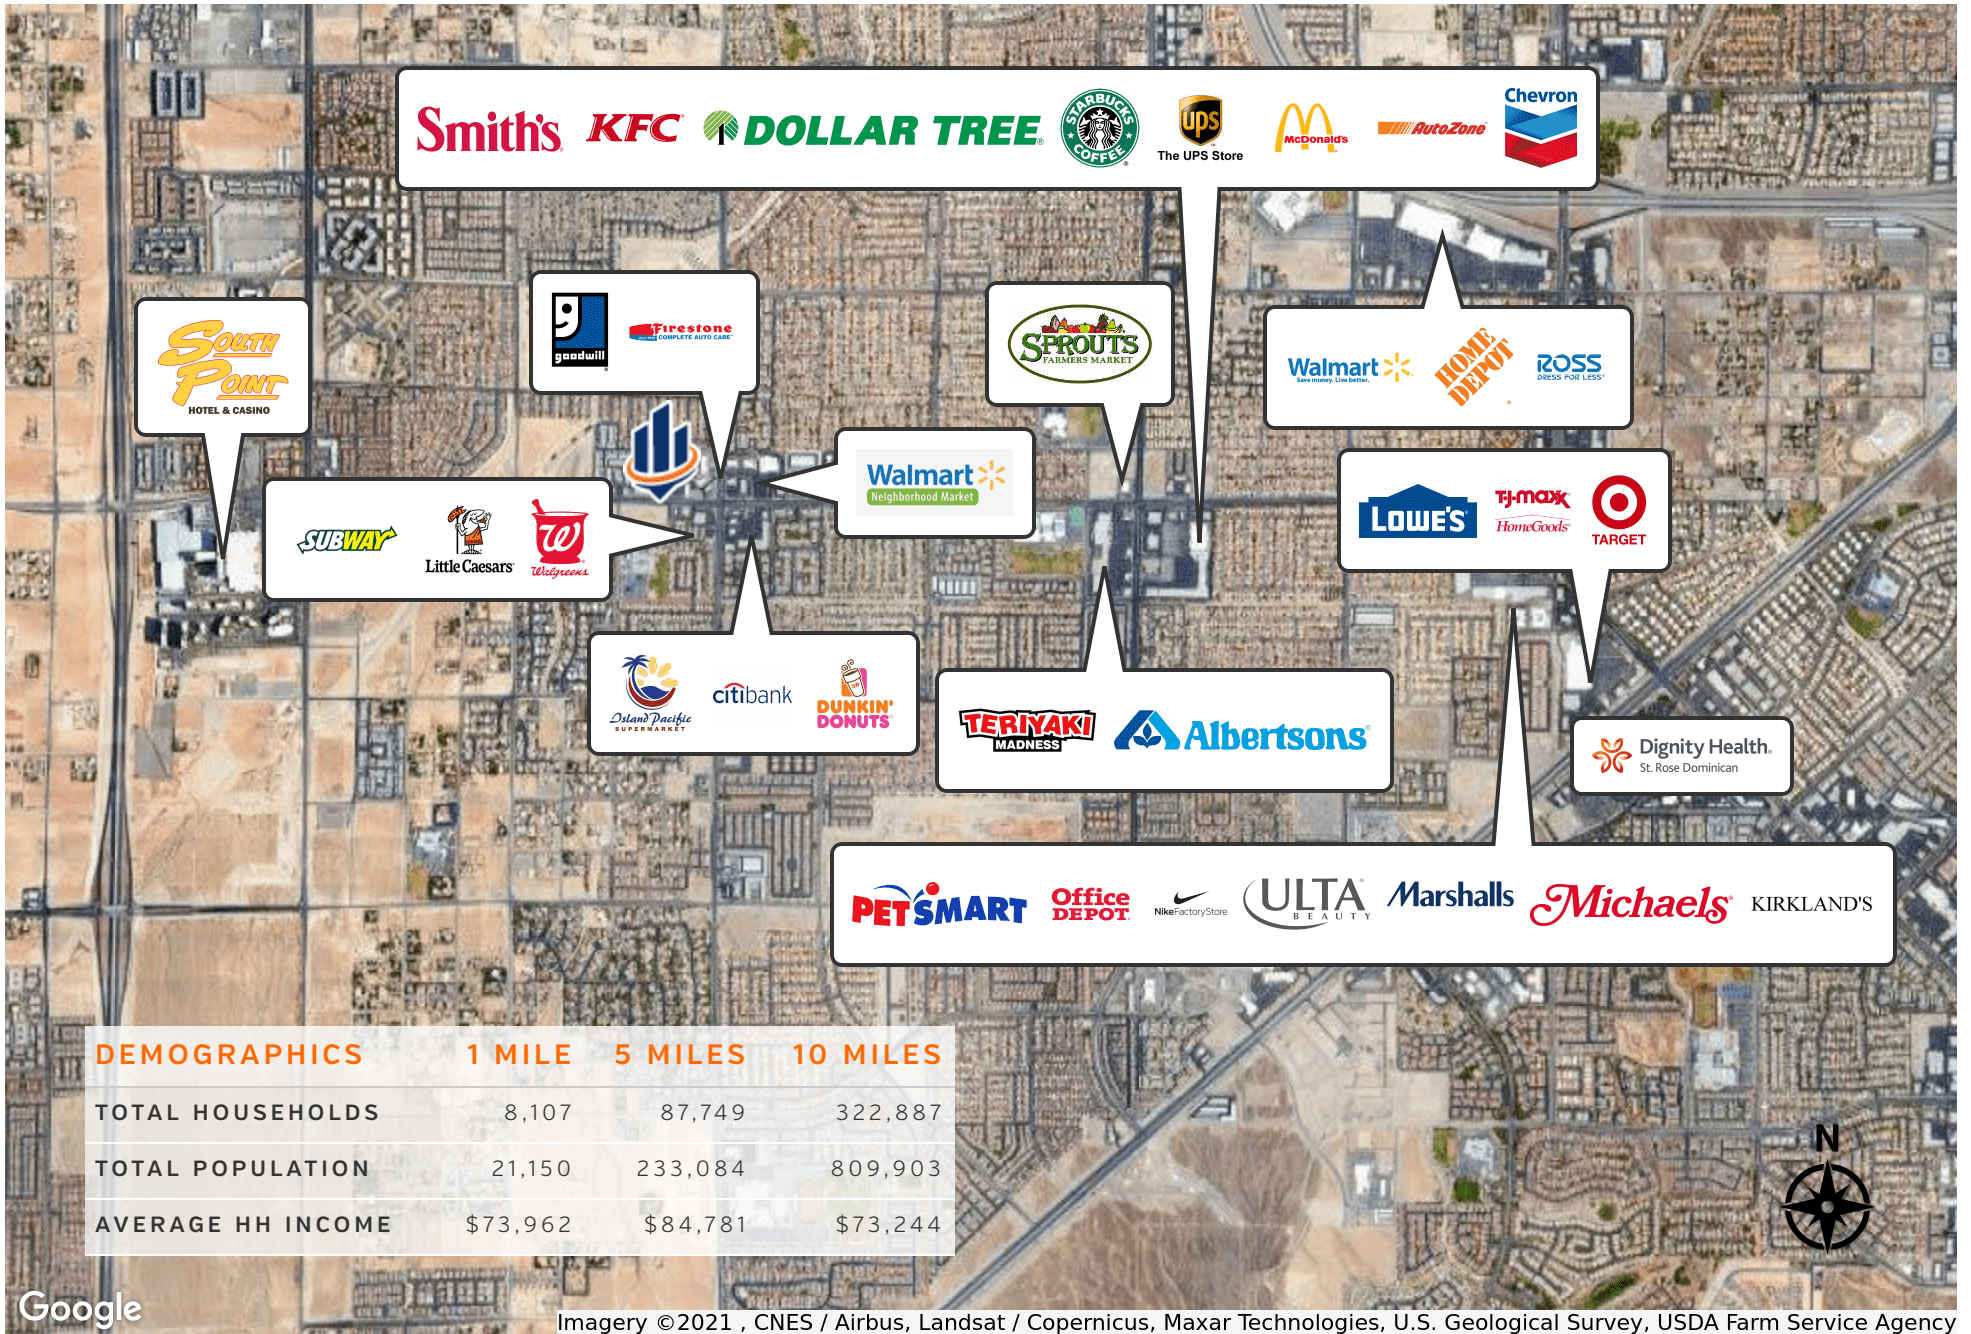 Smith's
KFC
DOLLAR TREE
STARBUCKS
COFFEE
ups
The UPS Store
McDonald's
AutoZone
Chevron
SOUTH
POINT
HOTEL & CASINO
goodwill
Firestone
COMPLETE AUTO CARE
SPROUTS
FARMERS MARKET
Walmart
Save money. Live better.
HOME
DEPOT
ROSS
DRESS FOR LESS
SUBWAY
Little Caesars
W
Walgreens
Walmart
Neighborhood Market
LOWE'S
T.J.maxx
HomeGoods
TARGET
Island Pacific
SUPERMARKET
citibank
DUNKIN'
DONUTS
TERIYAKI
MADNESS
Albertsons
Dignity Health
St. Rose Dominican
PETSMART
Office
DEPOT
NikeFactoryStore
ULTA
BEAUTY
Marshalls
Michaels
KIRKLAND'S
DEMOGRAPHICS 1 MILE 5 MILES 10 MILES
TOTAL HOUSEHOLDS 8,107 87,749 322,887
TOTAL POPULATION 21,150 233,084 809,903
AVERAGE HH INCOME $73,962 $84,781 $73,244
N
Google
Imagery ©2021 , CNES / Airbus, Landsat / Copernicus, Maxar Technologies, U.S. Geological Survey, USDA Farm Service Agency